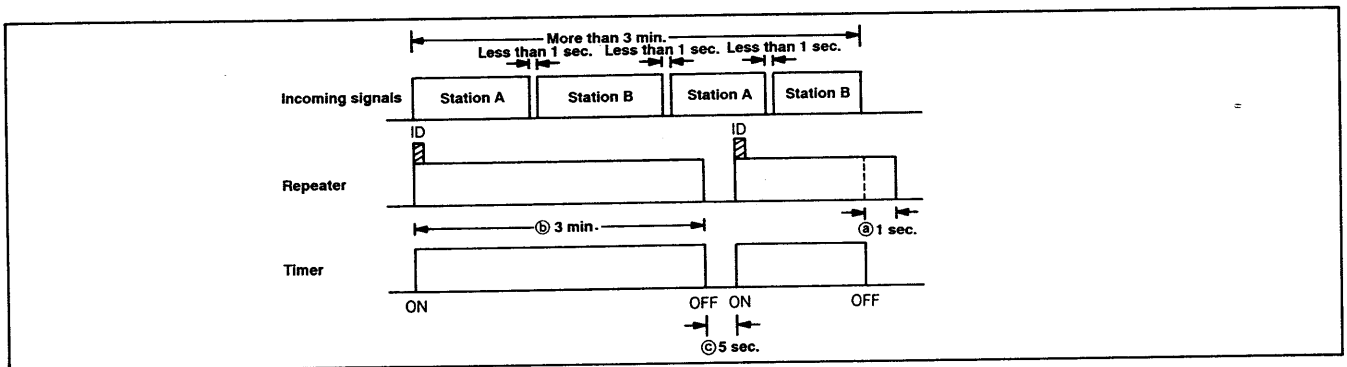 More than 3 min.
Less than 1 sec. Less than 1 sec. Less than 1 sec.
Incoming signals
Station A
Station B
Station A
Station B
ID
ID
Repeater
ⓑ 3 min.
ⓐ 1 sec.
Timer
ON
OFF
ON
OFF
ⓒ 5 sec.